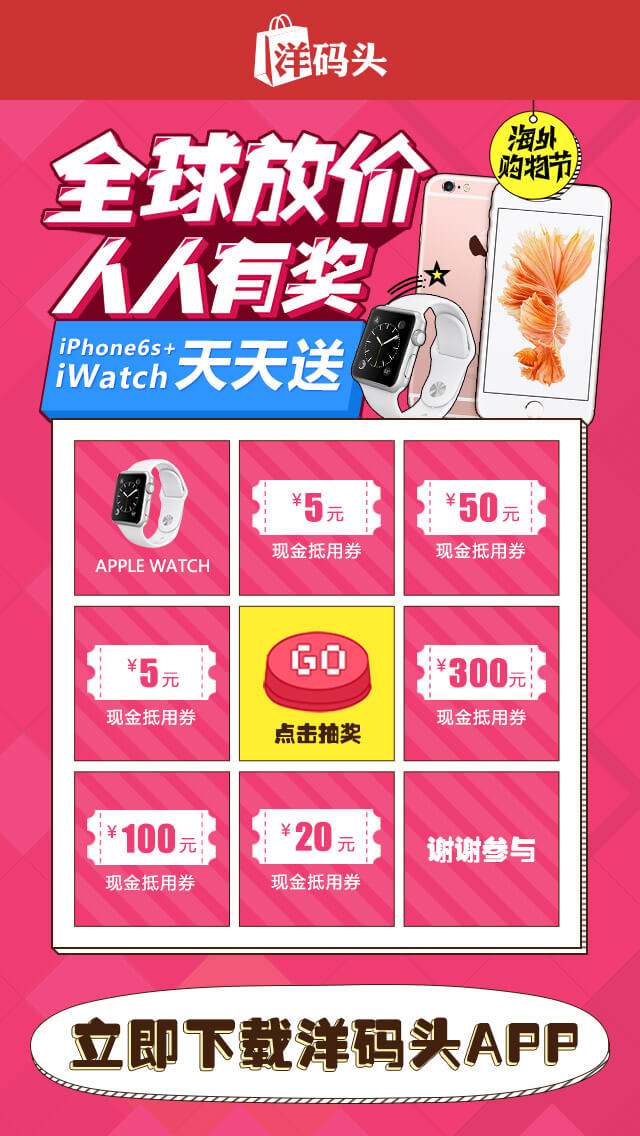 洋码头
海外
购物节
全球放价
人人有奖
iPhone6s+
iWatch 天天送
APPLE WATCH
¥5元
现金抵用券
¥50元
现金抵用券
¥5元
现金抵用券
GO
点击抽奖
¥300元
现金抵用券
¥100元
现金抵用券
¥20元
现金抵用券
谢谢参与
立即下载洋码头APP